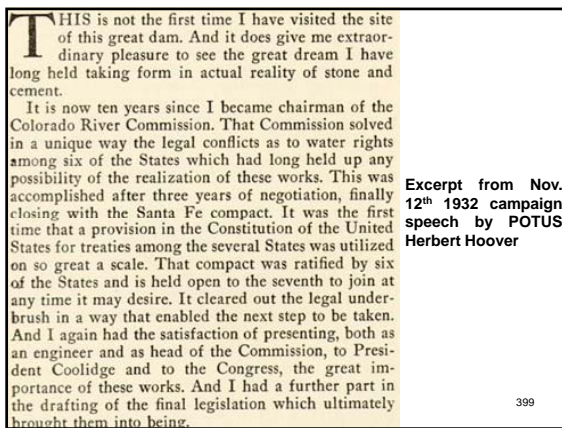 THIS is not the first time I have visited the site
of this great dam. And it does give me extraor-
dinary pleasure to see the great dream I have
long held taking form in actual reality of stone and
cement.
It is now ten years since I became chairman of the
Colorado River Commission. That Commission solved
in a unique way the legal conflicts as to water rights
among six of the States which had long held up any
possibility of the realization of these works. This was
accomplished after three years of negotiation, finally
closing with the Santa Fe compact. It was the first
time that a provision in the Constitution of the United
States for treaties among the several States was utilized
on so great a scale. That compact was ratified by six
of the States and is held open to the seventh to join at
any time it may desire. It cleared out the legal under-
brush in a way that enabled the next step to be taken.
And I again had the satisfaction of presenting, both as
an engineer and as head of the Commission, to Presi-
dent Coolidge and to the Congress, the great im-
portance of these works. And I had a further part in
the drafting of the final legislation which ultimately
brought them into being.
Excerpt from Nov.
12th 1932 campaign
speech by POTUS
Herbert Hoover
399